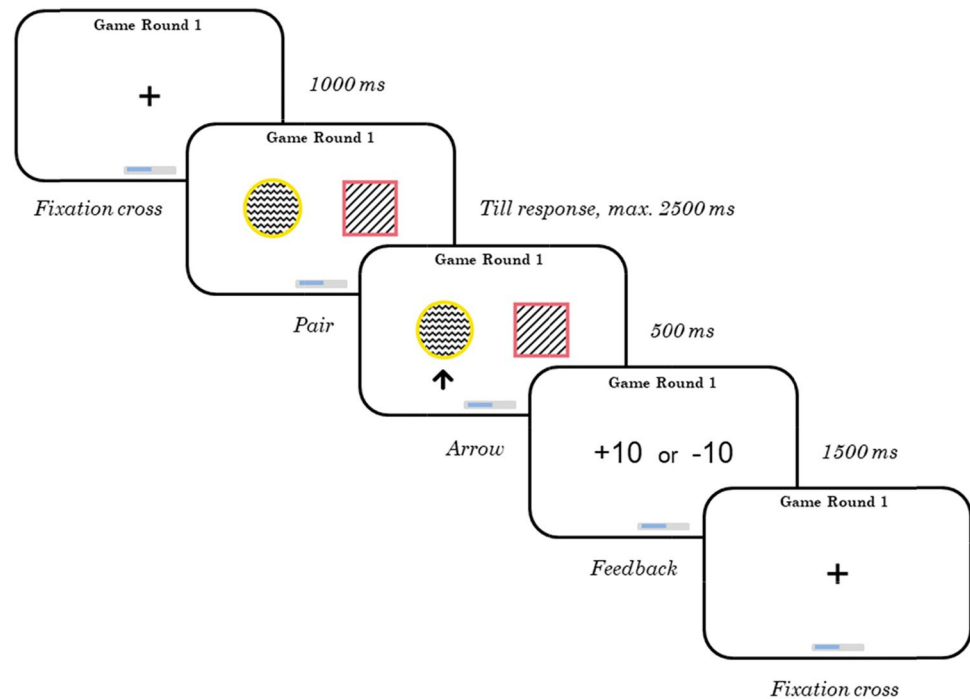 Game Round 1
+
1000 ms
Fixation cross
Game Round 1
Till response, max. 2500 ms
Pair
Game Round 1
500 ms
Arrow
Game Round 1
+10 or -10
1500 ms
Feedback
Game Round 1
+
Fixation cross